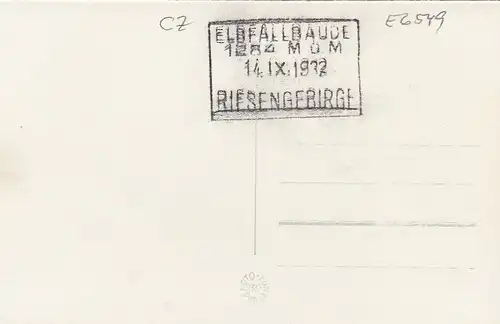 CZ
E6549
ELBFALLBAUDE
1284 M Ü M
14.IX.1932
RIESENGEBIRGE